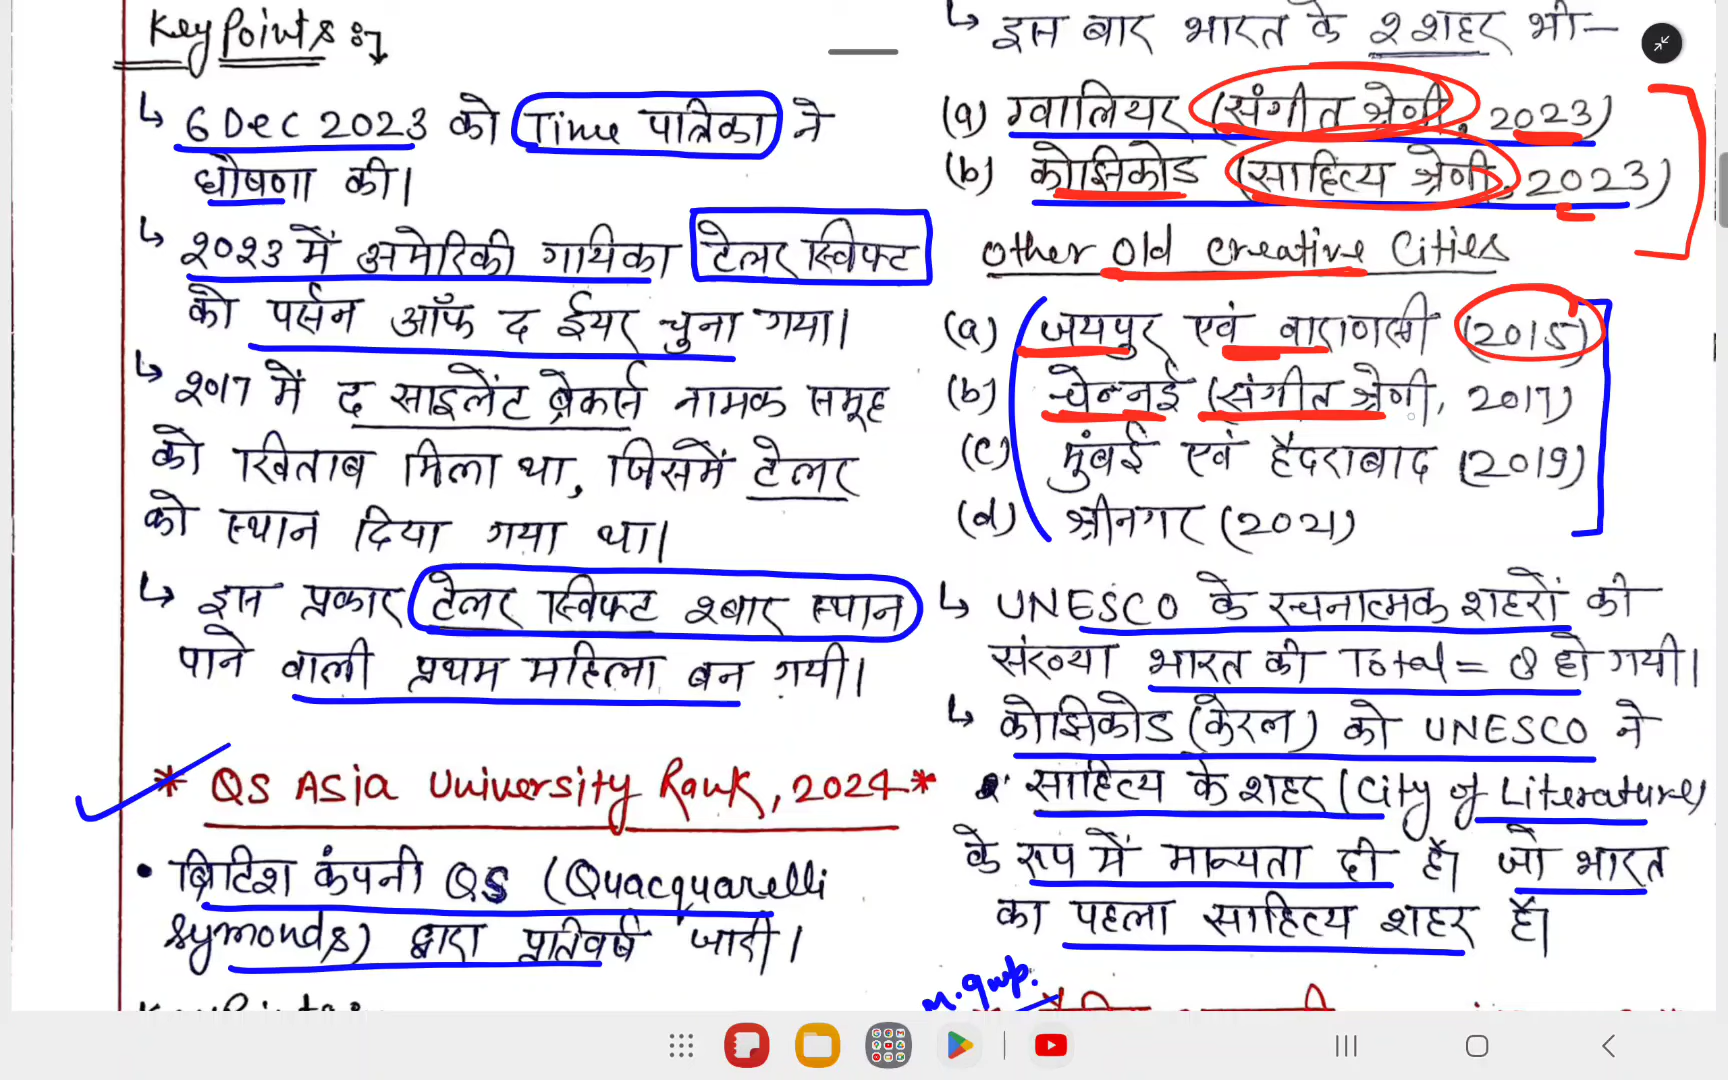 Key Points :-
↳ 6 Dec 2023 को Time पत्रिका ने
घोषणा की।
↳ २०२३ में अमेरिकी गायिका टेलर स्विफ्ट
को पर्सन ऑफ द ईयर चुना गया।
↳ २०१७ में द साइलेंट ब्रेकर्स नामक समूह
को खिताब मिला था, जिसमें टेलर
को स्थान दिया गया था।
↳ इस प्रकार टेलर स्विफ्ट २ बार स्थान
पाने वाली प्रथम महिला बन गयी।
* QS Asia University Rank, 2024 *
• ब्रिटिश कंपनी QS (Quacquarelli
Symonds) द्वारा प्रतिवर्ष जारी।
↳ इस बार भारत के २ शहर भी—
(a) ग्वालियर (संगीत श्रेणी, 2023)
(b) कोझिकोड (साहित्य श्रेणी, 2023)
Other Old Creative Cities
(a) जयपुर एवं वाराणसी (2015)
(b) चेन्नई (संगीत श्रेणी, 2017)
(c) मुंबई एवं हैदराबाद (2019)
(d) श्रीनगर (2021)
↳ UNESCO के रचनात्मक शहरों की
संख्या भारत की Total = 8 हो गयी।
↳ कोझिकोड (केरल) को UNESCO ने
साहित्य के शहर (City of Literature)
के रूप में मान्यता दी है। जो भारत
का पहला साहित्य शहर है।